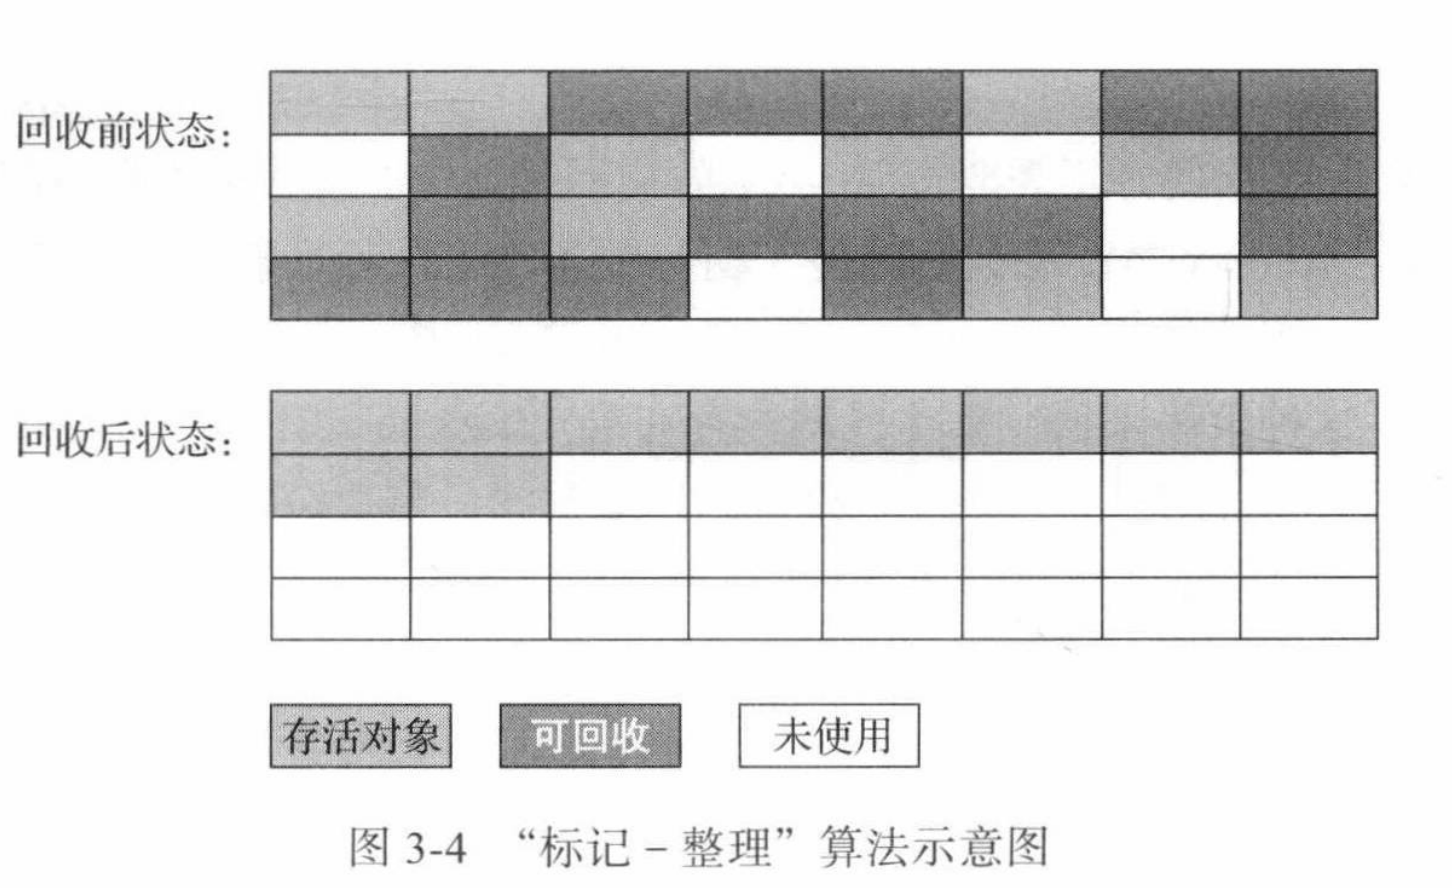 回收前状态：
回收后状态：
存活对象 可回收 未使用
图 3-4 “标记 – 整理” 算法示意图